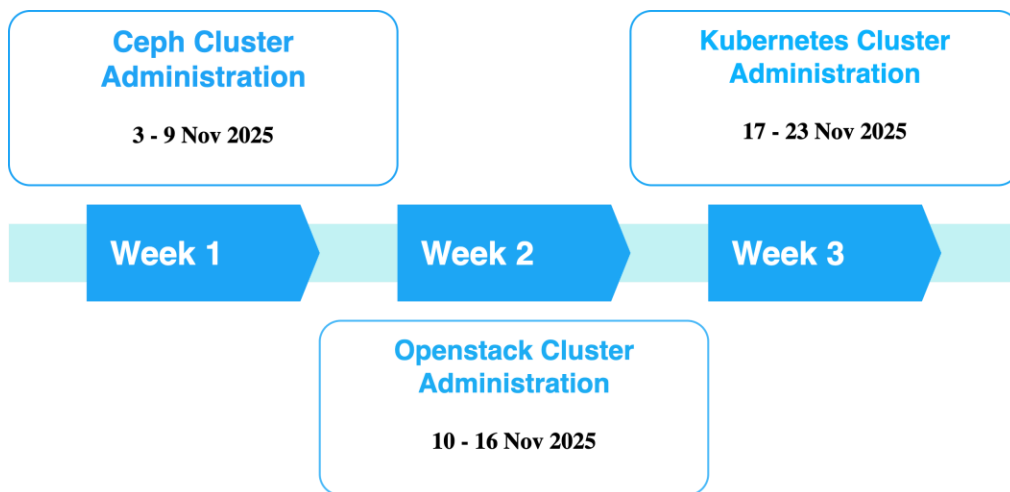 Ceph Cluster
Administration
3 - 9 Nov 2025
Kubernetes Cluster
Administration
17 - 23 Nov 2025
Week 1
Week 2
Week 3
Openstack Cluster
Administration
10 - 16 Nov 2025